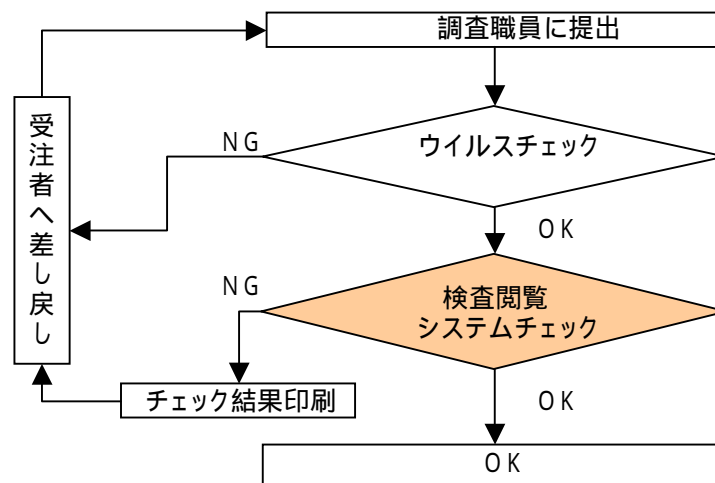 調査職員に提出
ウイルスチェック
NG
受注者へ差し戻し
OK
NG
検査閲覧
システムチェック
チェック結果印刷
OK
OK